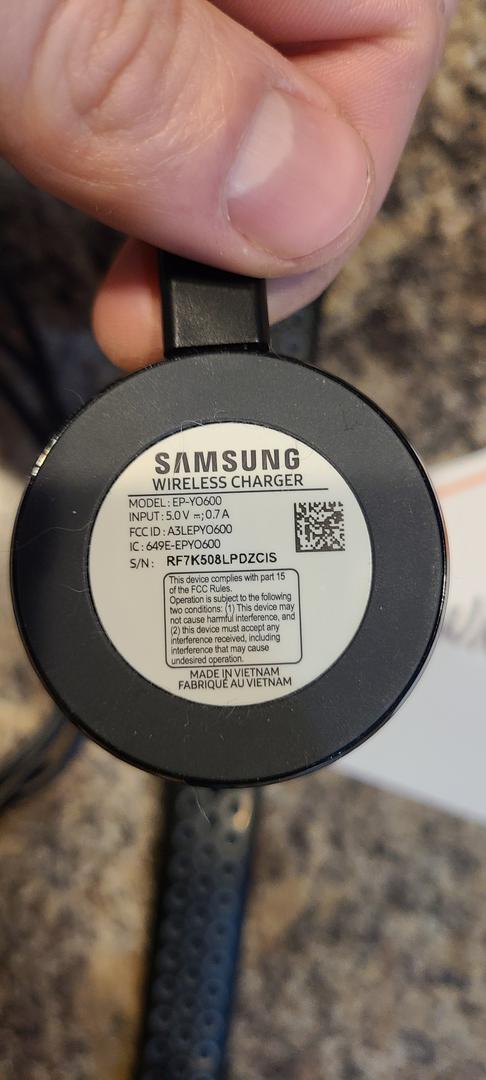 SAMSUNG
WIRELESS CHARGER
MODEL: EP-YO600
INPUT: 5.0 V ⎓; 0.7 A
FCC ID: A3LEPYO600
IC: 649E-EPYO600
S/N: RF7K508LPDZCIS
This device complies with part 15
of the FCC Rules.
Operation is subject to the following
two conditions: (1) This device may
not cause harmful interference, and
(2) this device must accept any
interference received, including
interference that may cause
undesired operation.
MADE IN VIETNAM
FABRIQUÉ AU VIETNAM